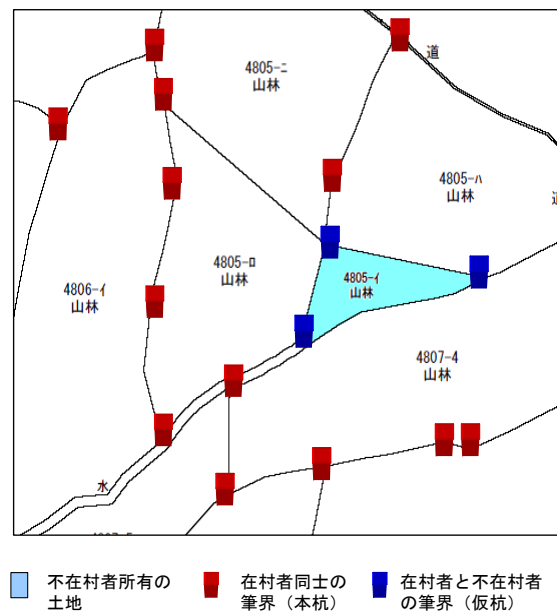 道
4805-ニ
山林
4805-ハ
山林
4805-ロ
山林
4805-イ
山林
4806-イ
山林
4807-4
山林
水
不在村者所有の
土地
在村者同士の
筆界（本杭）
在村者と不在村者
の筆界（仮杭）